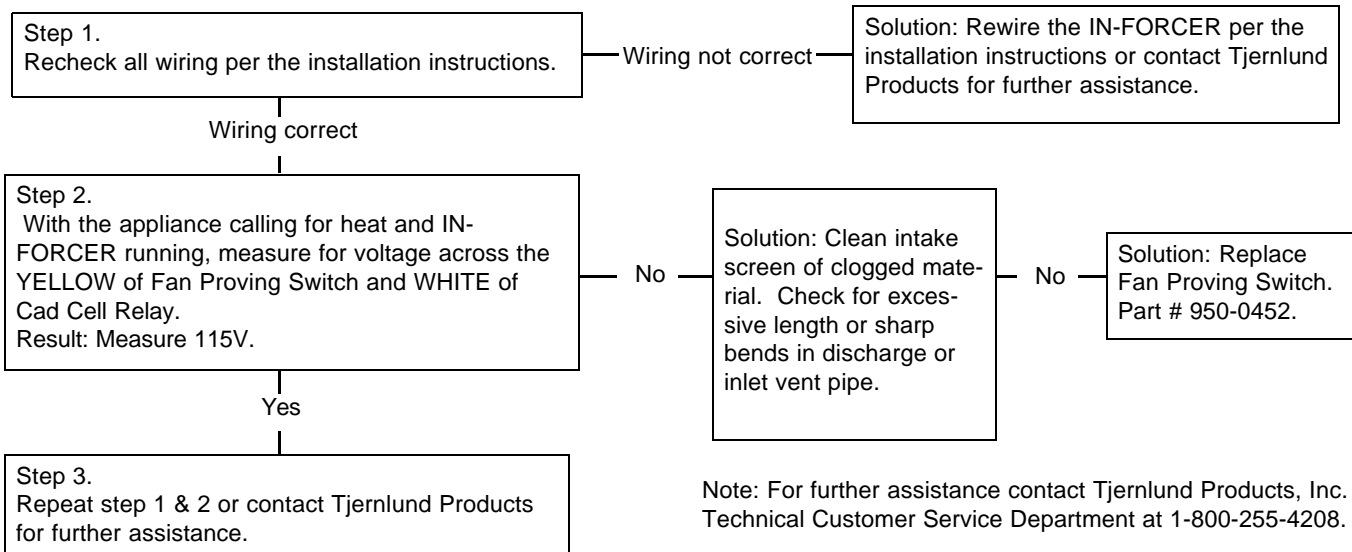 Step 1.
Recheck all wiring per the installation instructions.
Wiring not correct
Solution: Rewire the IN-FORCER per the
installation instructions or contact Tjernlund
Products for further assistance.
Wiring correct
Step 2.
With the appliance calling for heat and IN-
FORCER running, measure for voltage across the
YELLOW of Fan Proving Switch and WHITE of
Cad Cell Relay.
Result: Measure 115V.
No
Solution: Clean intake
screen of clogged mate-
rial. Check for exces-
sive length or sharp
bends in discharge or
inlet vent pipe.
No
Solution: Replace
Fan Proving Switch.
Part # 950-0452.
Yes
Step 3.
Repeat step 1 & 2 or contact Tjernlund Products
for further assistance.
Note: For further assistance contact Tjernlund Products, Inc.
Technical Customer Service Department at 1-800-255-4208.